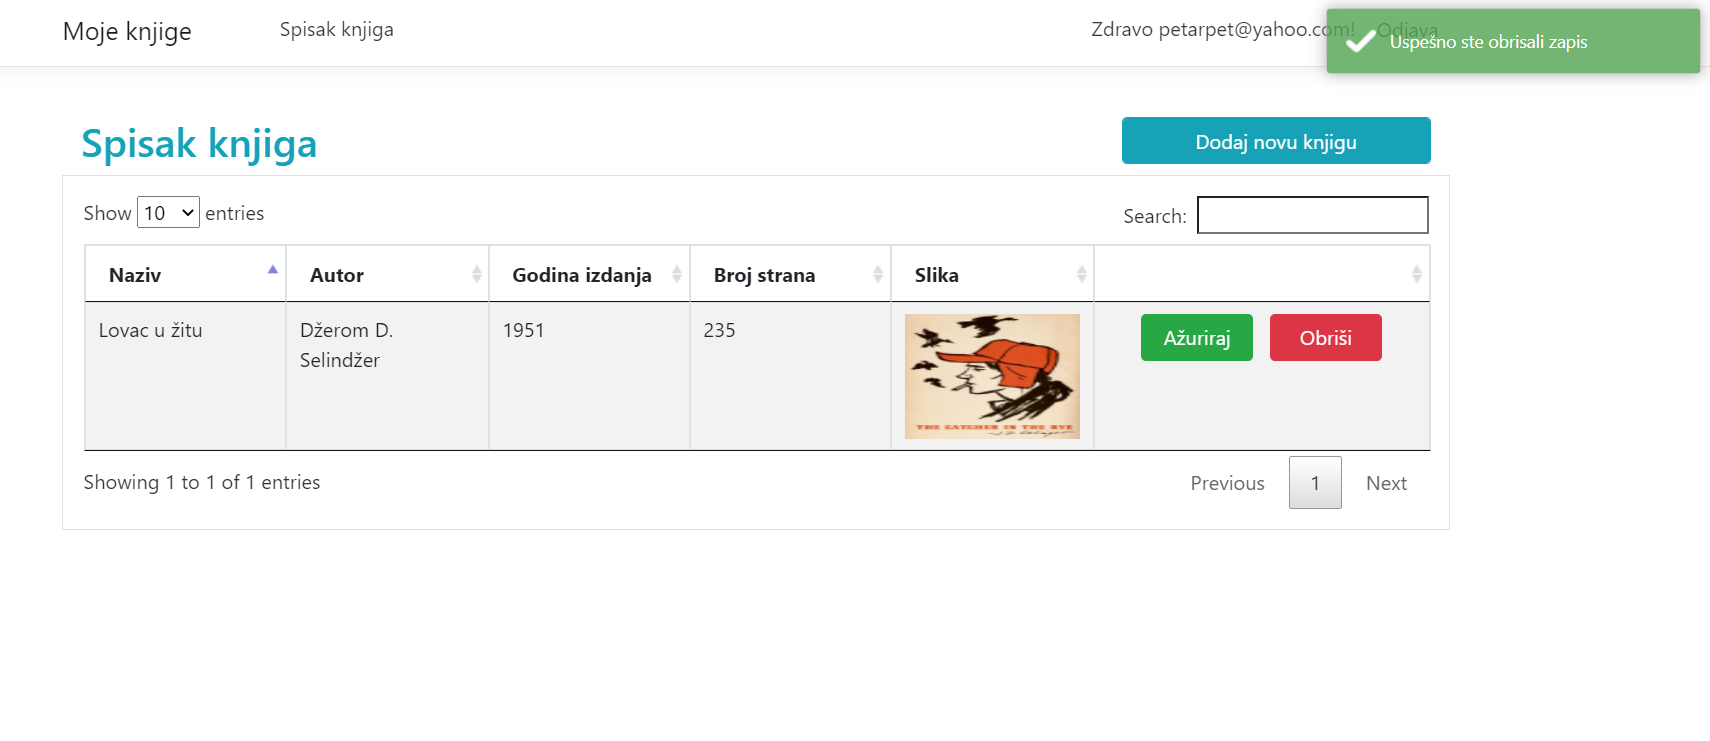 Moje knjige
Spisak knjiga
Zdravo petarpet@yahoo.com!
Odjava
Uspešno ste obrisali zapis
Spisak knjiga
Dodaj novu knjigu
Show 10 entries
Search:
Naziv
Autor
Godina izdanja
Broj strana
Slika
Lovac u žitu
Džerom D.
Selindžer
1951
235
THE CATCHER IN THE RYE
Ažuriraj
Obriši
Showing 1 to 1 of 1 entries
Previous
1
Next